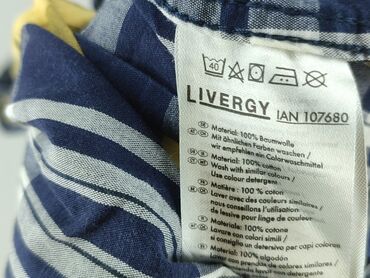 40
LIVERGY IAN 107680
Material: 100% Baumwolle
Mit ähnlichen Farben waschen /
wir empfehlen ein Colorwaschmittel
Material: 100% cotton
Wash with similar colours /
Use colour detergent
Matière : 100 % coton
Laver avec des couleurs similaires /
nous conseillons l'utilisation
de lessive pour linge de couleur
Materiale: 100% cotone
Lavare con colori simili /
si consiglia un detersivo per capi colorati
Material: 100% algodón
Lavar con prendas de colores similares